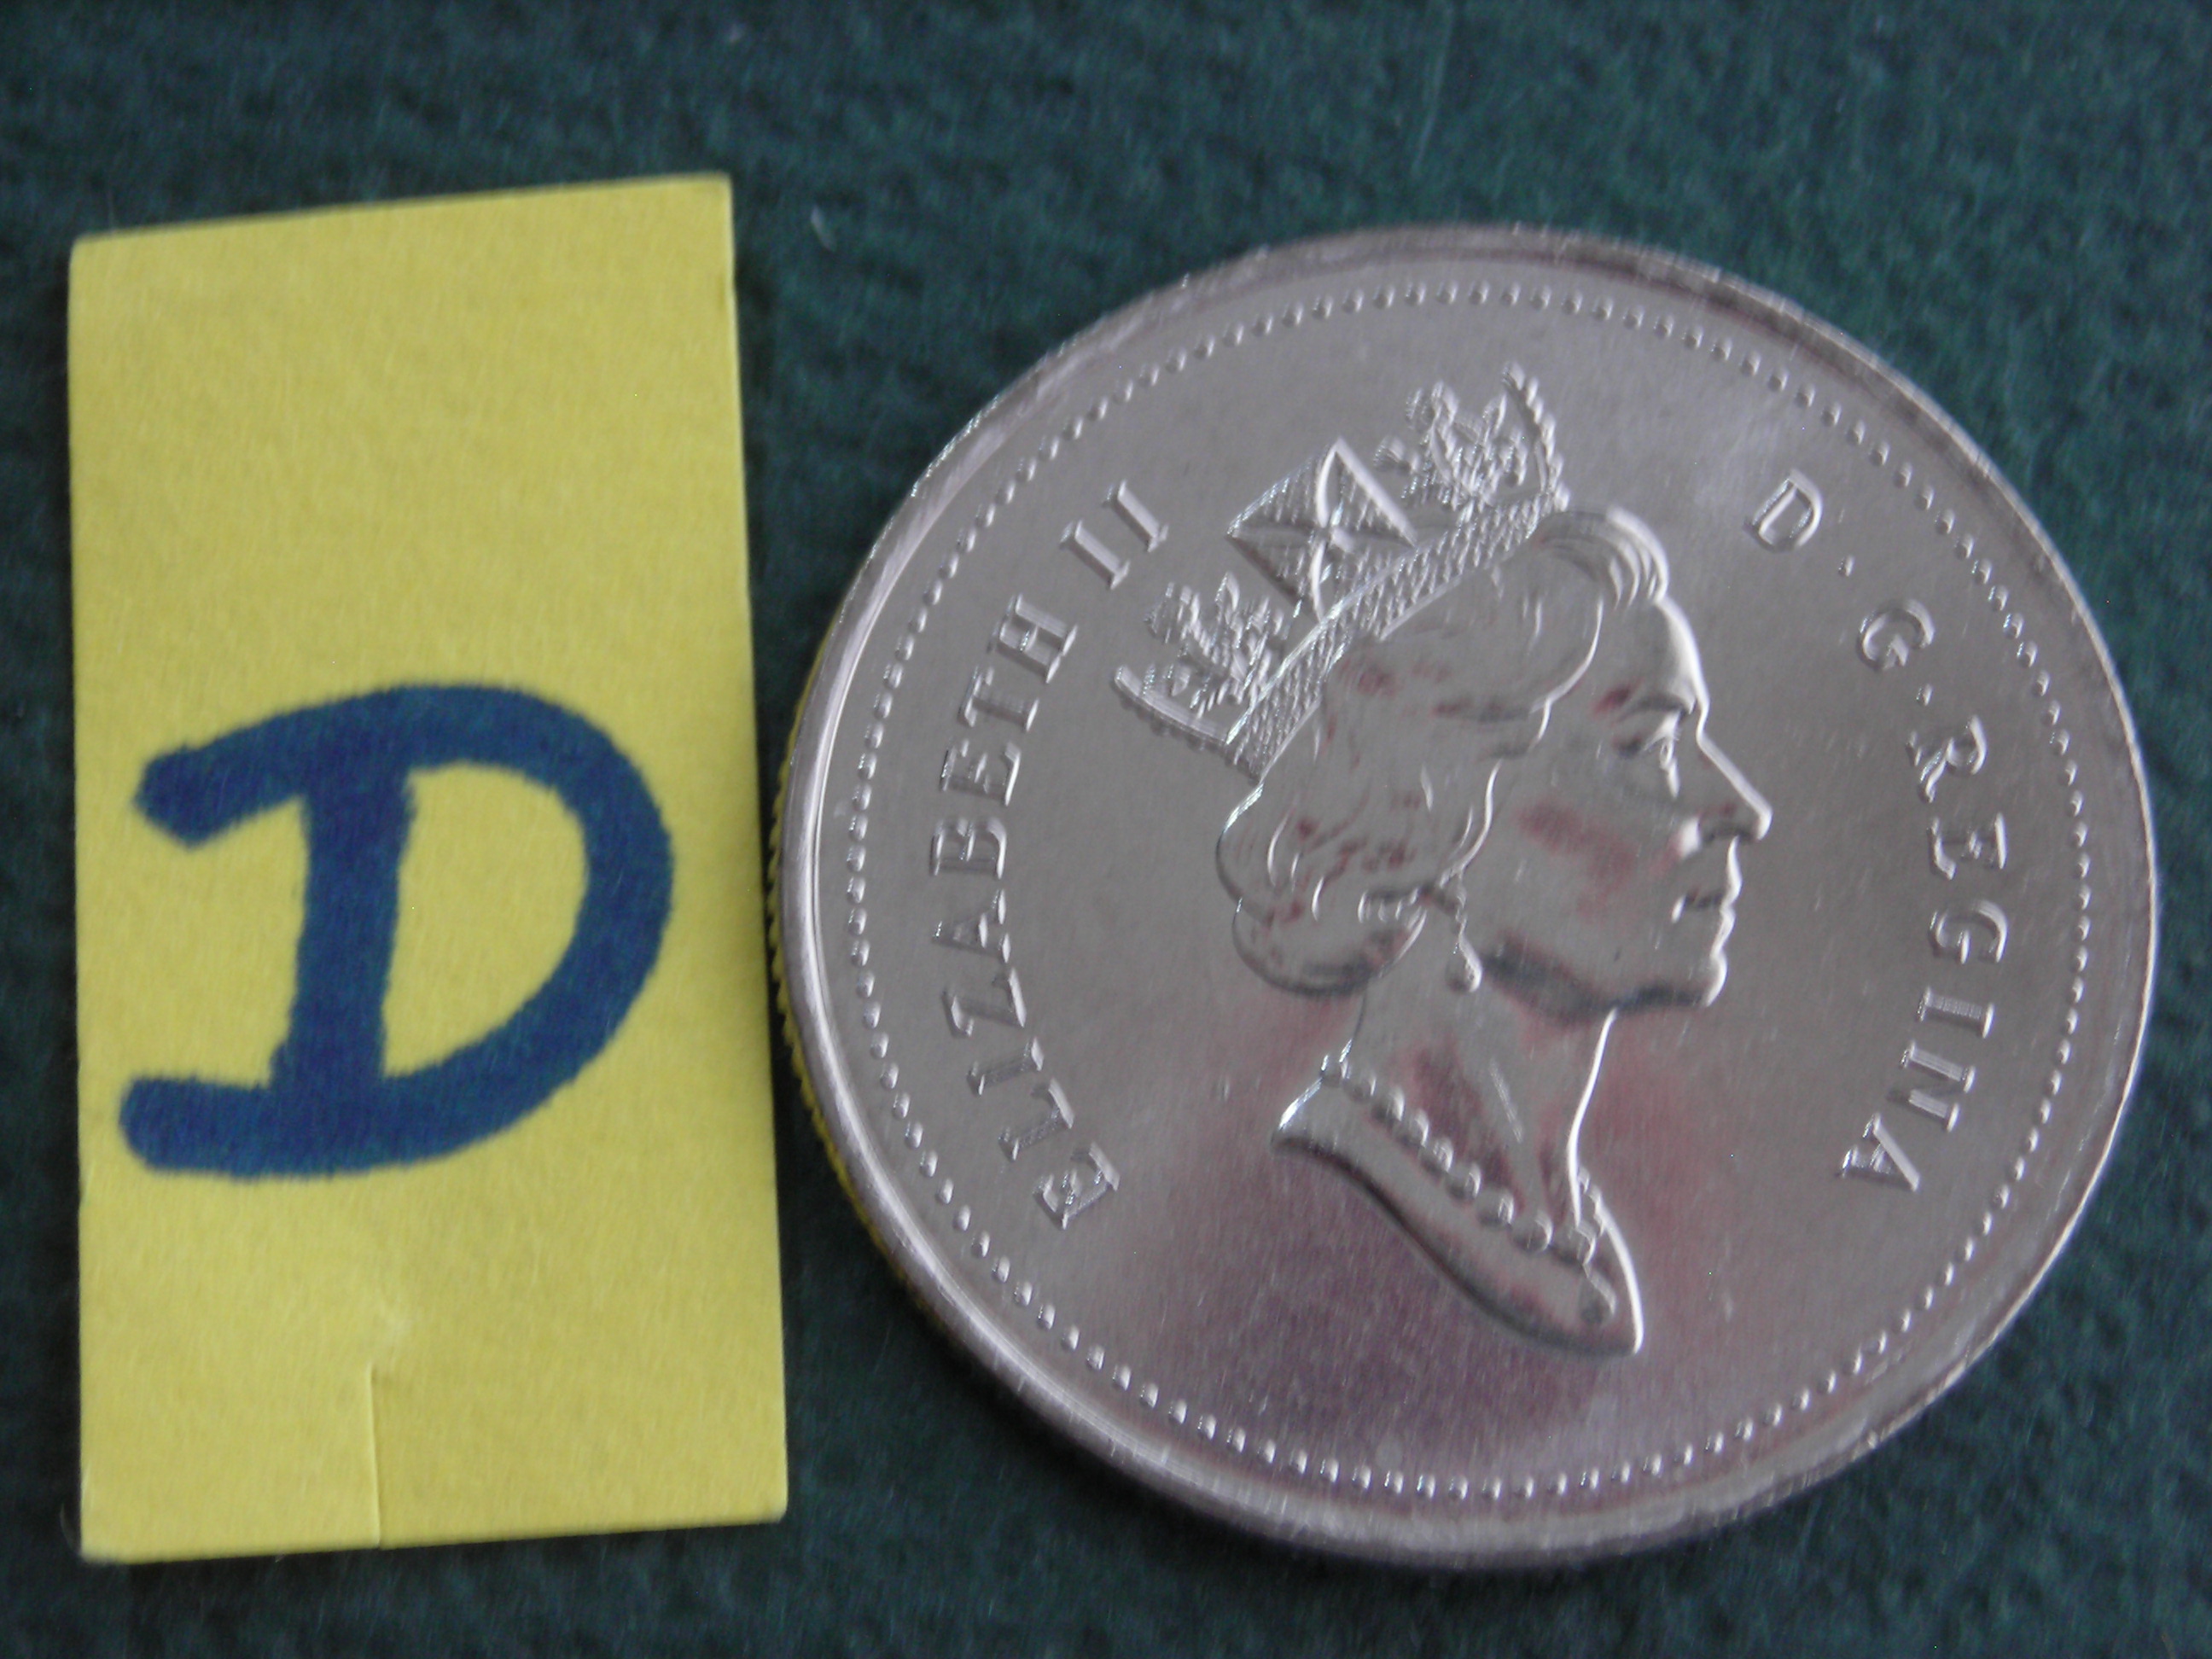 D
ELIZABETH II
D · G · REGINA